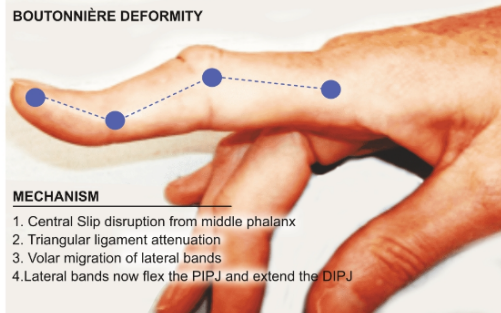 BOUTONNIÈRE DEFORMITY
MECHANISM
1. Central Slip disruption from middle phalanx
2. Triangular ligament attenuation
3. Volar migration of lateral bands
4.Lateral bands now flex the PIPJ and extend the DIPJ